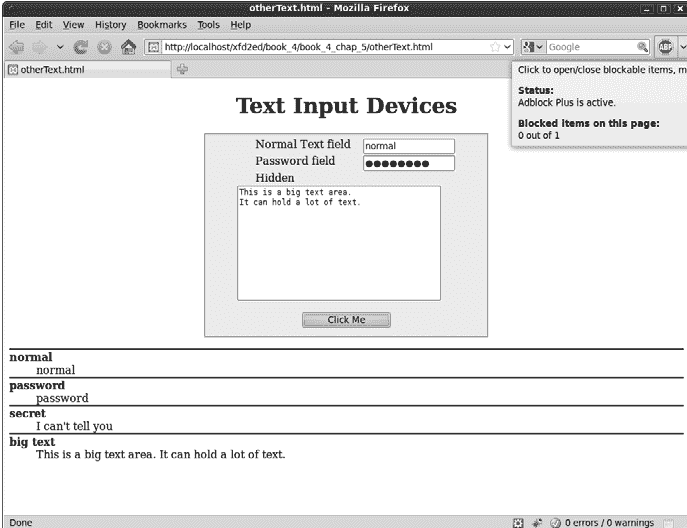 otherText.html - Mozilla Firefox
File Edit View History Bookmarks Tools Help
http://localhost/xfd2ed/book_4/book_4_chap_5/otherText.html
Google
ABP
otherText.html
Click to open/close blockable items, m
Status:
Adblock Plus is active.
Blocked items on this page:
0 out of 1
Text Input Devices
Normal Text field normal
Password field ●●●●●●●●
Hidden
This is a big text area.
It can hold a lot of text.
Click Me
normal
normal
password
password
secret
I can't tell you
big text
This is a big text area. It can hold a lot of text.
Done
0 errors / 0 warnings